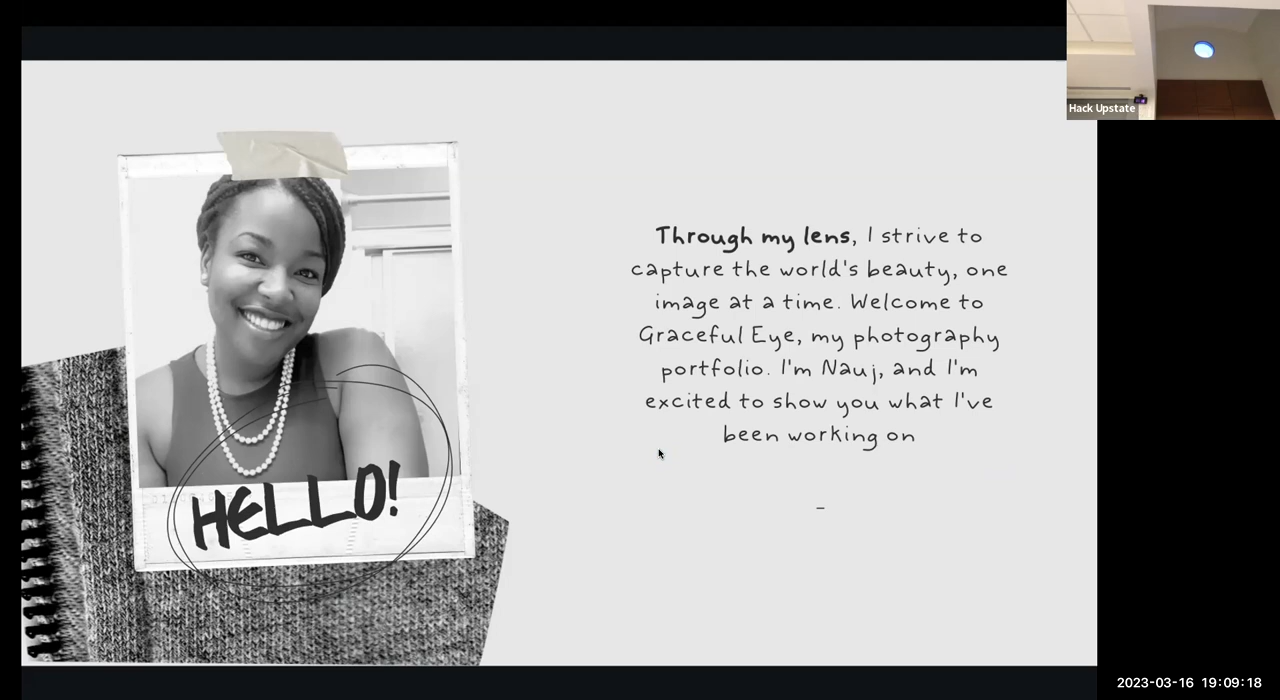 Hack Upstate
Through my lens, I strive to
capture the world's beauty, one
image at a time. Welcome to
Graceful Eye, my photography
portfolio. I'm Nauj, and I'm
excited to show you what I've
been working on
-
HELLO!
2023-03-16 19:09:18